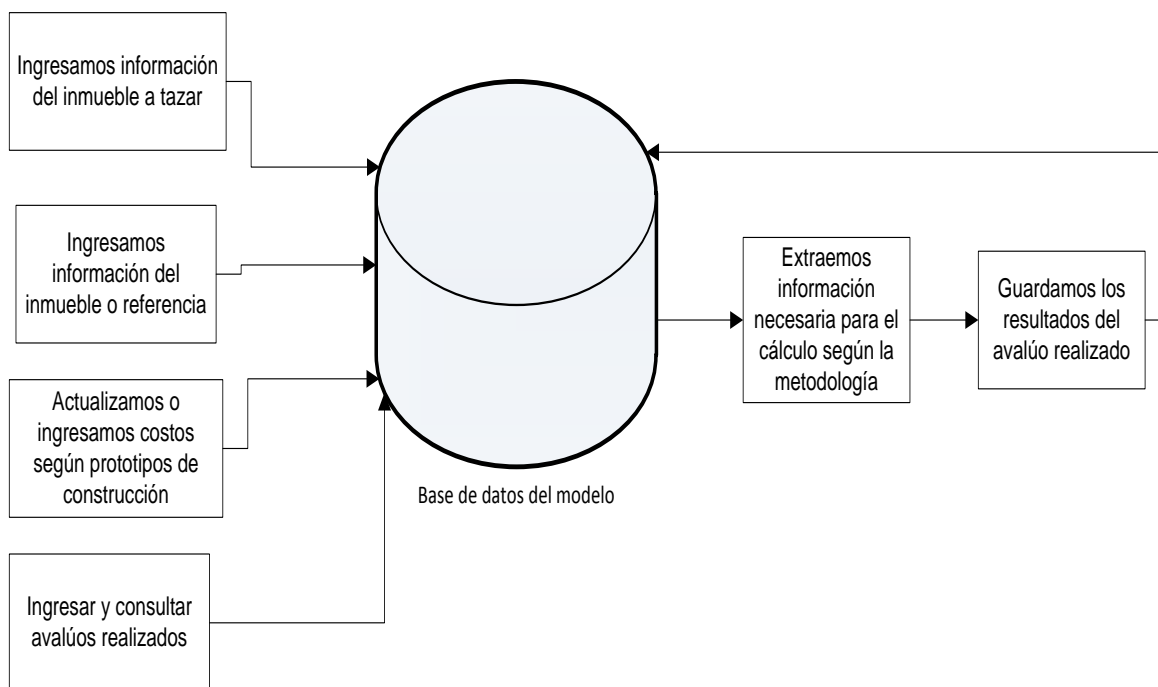 Ingresamos información
del inmueble a tazar
Ingresamos
información del
inmueble o referencia
Actualizamos o
ingresamos costos
según prototipos de
construcción
Ingresar y consultar
avalúos realizados
Base de datos del modelo
Extraemos
información
necesaria para el
cálculo según la
metodología
Guardamos los
resultados del
avalúo realizado